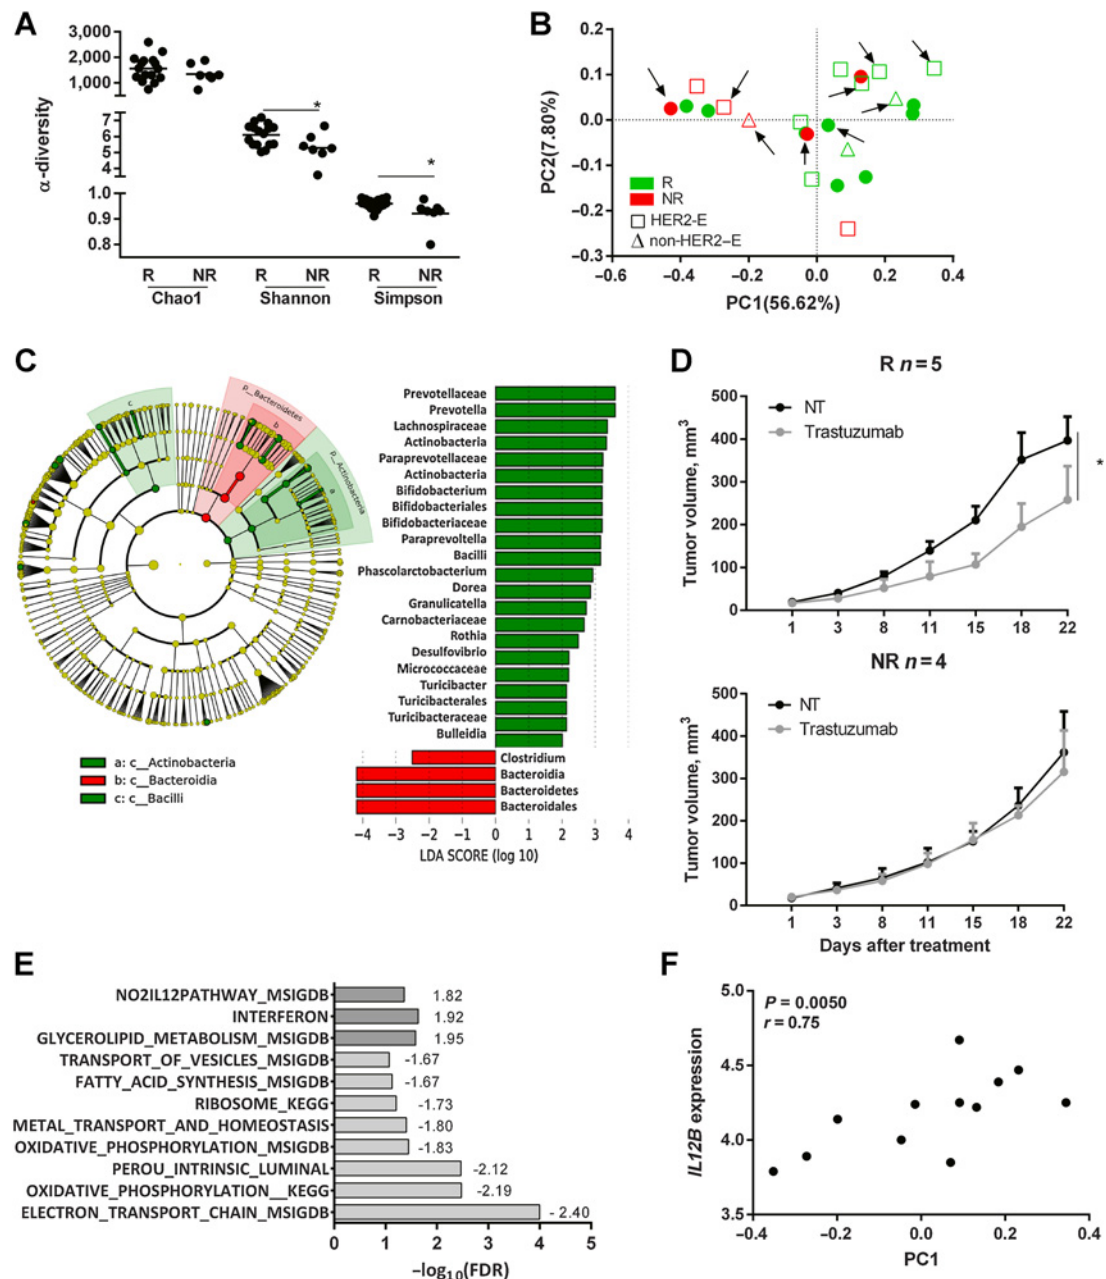 A
3,000
2,000
1,000
7
6
5
4
1.0
0.9
0.8
α-diversity
*
*
R NR R NR R NR
Chao1 Shannon Simpson
B
0.2
0.1
0.0
−0.1
−0.2
−0.3
PC2(7.80%)
R
NR
HER2-E
non-HER2–E
−0.6 −0.4 −0.2 0.0 0.2 0.4
PC1(56.62%)
C
c
p__Bacteroidetes
b
p__Actinobacteria
a
a: c__Actinobacteria
b: c__Bacteroidia
c: c__Bacilli
Prevotellaceae
Prevotella
Lachnospiraceae
Actinobacteria
Paraprevotellaceae
Actinobacteria
Bifidobacterium
Bifidobacteriales
Bifidobacteriaceae
Paraprevoltella
Bacilli
Phascolarctobacterium
Dorea
Granulicatella
Carnobacteriaceae
Rothia
Desulfovibrio
Micrococcaceae
Turicibacter
Turicibacterales
Turicibacteraceae
Bulleidia
Clostridium
Bacteroidia
Bacteroidetes
Bacteroidales
−4 −3 −2 −1 0 1 2 3 4
LDA SCORE (log 10)
D
R n = 5
500
400
300
200
100
0
Tumor volume, mm3
NT
Trastuzumab
*
1 3 8 11 15 18 22
NR n = 4
500
400
300
200
100
0
Tumor volume, mm3
NT
Trastuzumab
1 3 8 11 15 18 22
Days after treatment
E
NO2IL12PATHWAY_MSIGDB 1.82
INTERFERON 1.92
GLYCEROLIPID_METABOLISM_MSIGDB 1.95
TRANSPORT_OF_VESICLES_MSIGDB -1.67
FATTY_ACID_SYNTHESIS_MSIGDB -1.67
RIBOSOME_KEGG -1.73
METAL_TRANSPORT_AND_HOMEOSTASIS -1.80
OXIDATIVE_PHOSPHORYLATION_MSIGDB -1.83
PEROU_INTRINSIC_LUMINAL -2.12
OXIDATIVE_PHOSPHORYLATION__KEGG -2.19
ELECTRON_TRANSPORT_CHAIN_MSIGDB - 2.40
0 1 2 3 4 5
−log10(FDR)
F
5.0
4.5
4.0
3.5
IL12B expression
P = 0.0050
r = 0.75
−0.4 −0.2 0.0 0.2 0.4
PC1